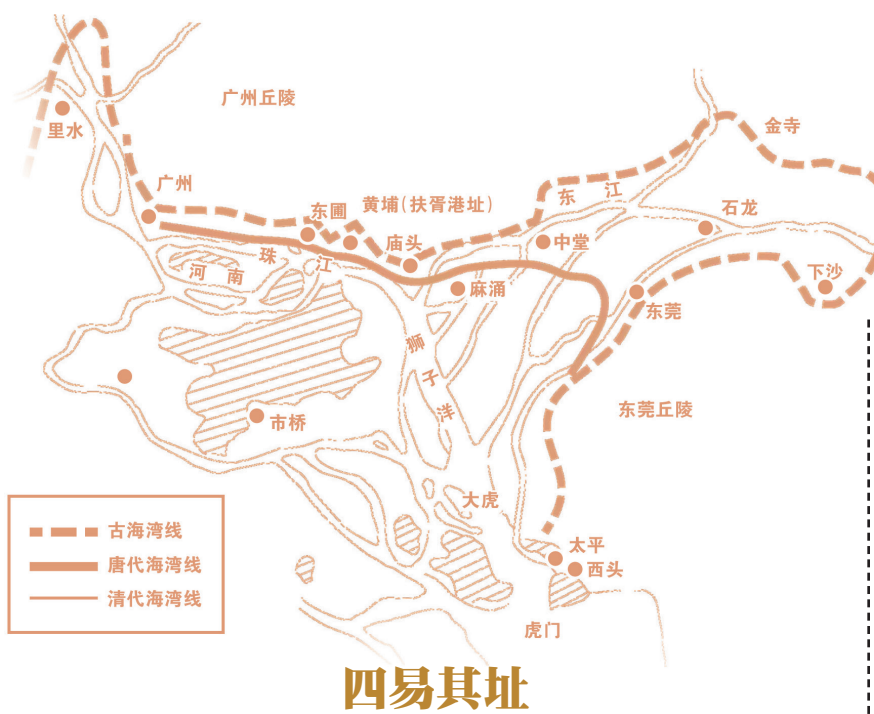 广州丘陵
金寺
里水
广州
东圃
黄埔(扶胥港址)
东江
石龙
庙头
中堂
珠江
河南
下沙
麻涌
东莞
狮子洋
东莞丘陵
市桥
大虎
古海湾线
唐代海湾线
清代海湾线
太平
西头
虎门
四易其址